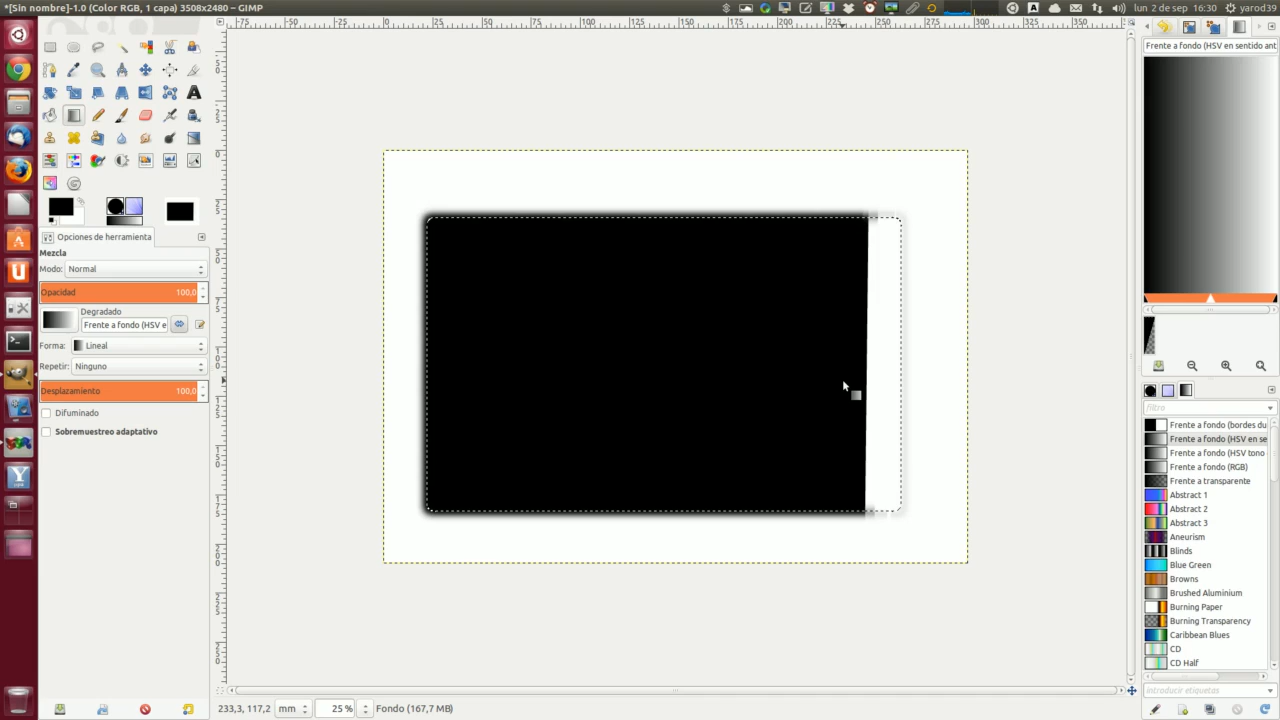 *[Sin nombre]-1.0 (Color RGB, 1 capa) 3508x2480 – GIMP
lun 2 de sep 16:30 yarod39
Frente a fondo (HSV en sentido ant
Opciones de herramienta
Mezcla
Modo: Normal
Opacidad 100,0
Degradado
Frente a fondo (HSV e
Forma: Lineal
Repetir: Ninguno
Desplazamiento 100,0
Difuminado
Sobremuestreo adaptativo
filtro
Frente a fondo (bordes du
Frente a fondo (HSV en se
Frente a fondo (HSV tono
Frente a fondo (RGB)
Frente a transparente
Abstract 1
Abstract 2
Abstract 3
Aneurism
Blinds
Blue Green
Browns
Brushed Aluminium
Burning Paper
Burning Transparency
Caribbean Blues
CD
CD Half
introducir etiquetas
233,3, 117,2 mm 25 % Fondo (167,7 MB)